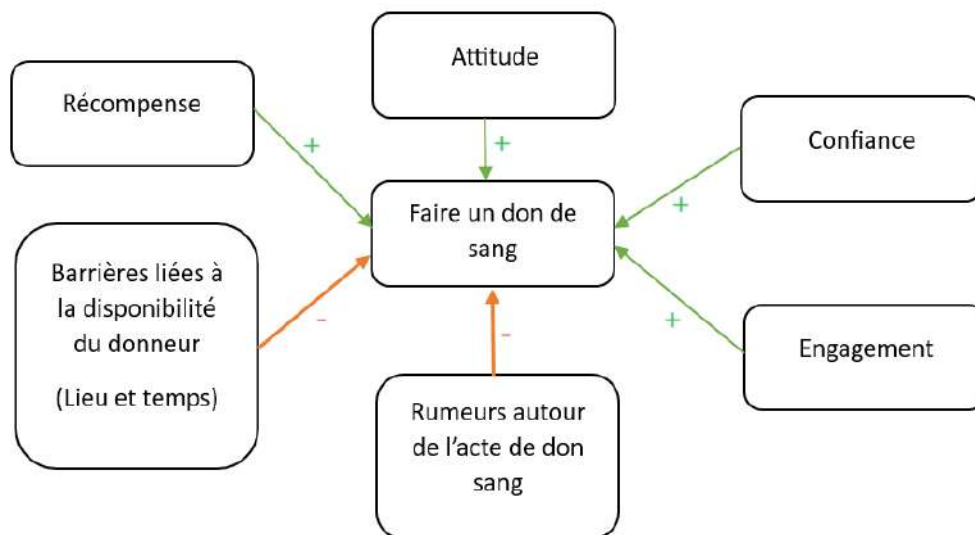 Attitude
Récompense
Confiance
+
+
+
Faire un don de
sang
Barrières liées à
la disponibilité
du donneur
(Lieu et temps)
-
-
+
Engagement
Rumeurs autour
de l'acte de don
sang